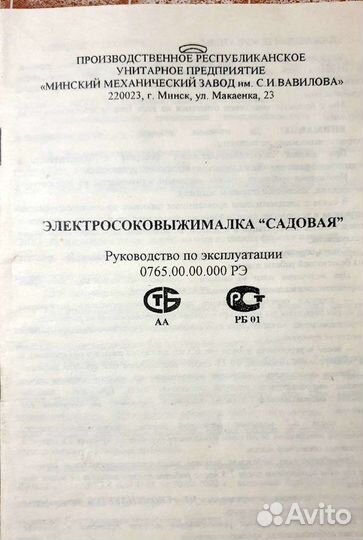 ПРОИЗВОДСТВЕННОЕ РЕСПУБЛИКАНСКОЕ
УНИТАРНОЕ ПРЕДПРИЯТИЕ
«МИНСКИЙ МЕХАНИЧЕСКИЙ ЗАВОД им. С.И.ВАВИЛОВА»
220023, г. Минск, ул. Макаенка, 23
ЭЛЕКТРОСОКОВЫЖИМАЛКА “САДОВАЯ”
Руководство по эксплуатации
0765.00.00.000 РЭ
СТБ РСТ
АА РБ 01
Avito